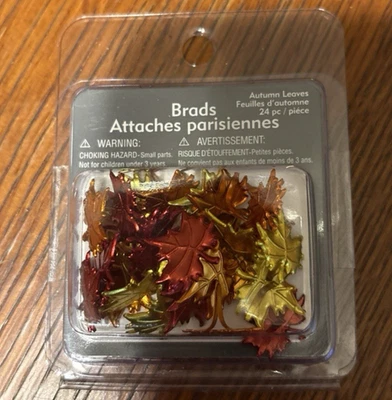 Autumn Leaves
Brads Feuilles d'automne
24 pc / pièce
Attaches parisiennes
⚠ WARNING:
CHOKING HAZARD-Small parts.
Not for children under 3 years.
⚠ AVERTISSEMENT:
RISQUE D'ÉTOUFFEMENT-Petites pièces.
Ne convient pas aux enfants de moins de 3 ans.